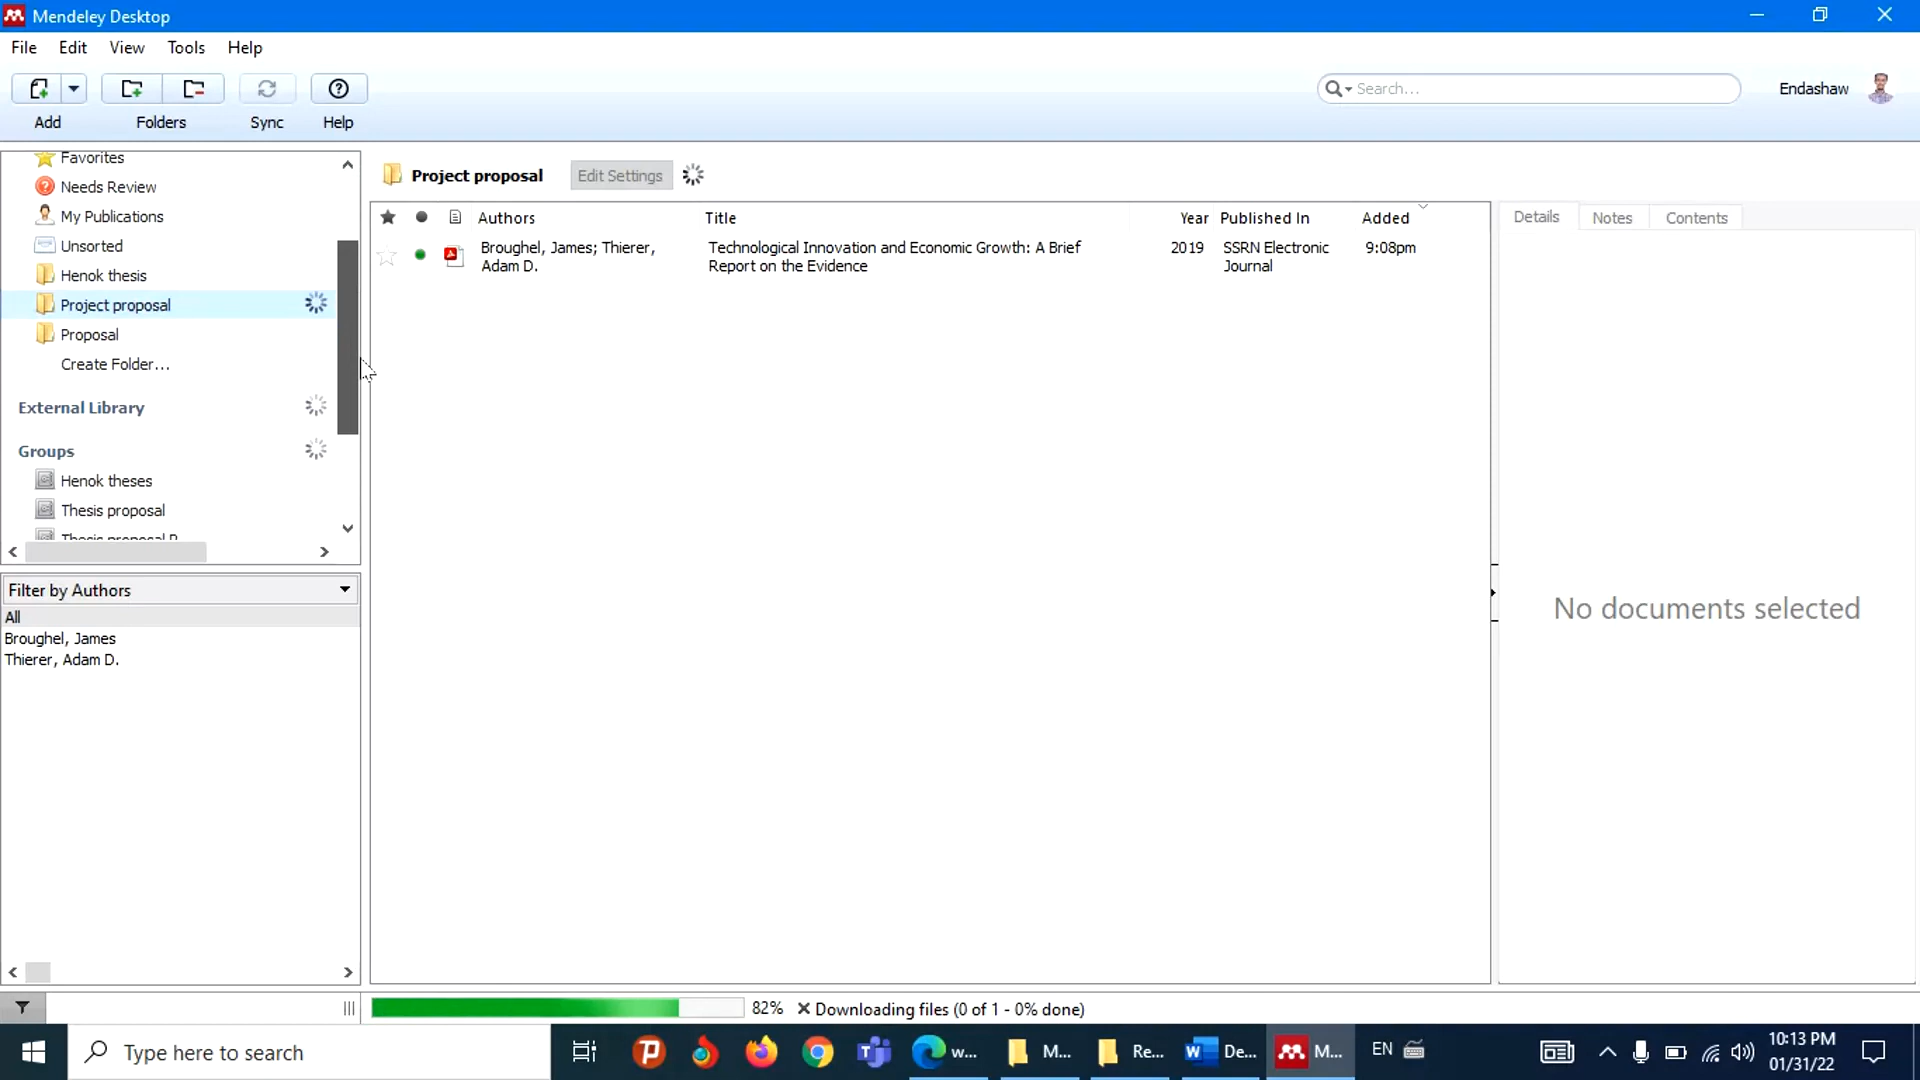 Mendeley Desktop
File Edit View Tools Help
Search...
Endashaw
Add Folders Sync Help
Favorites
Needs Review
My Publications
Unsorted
Henok thesis
Project proposal
Proposal
Create Folder...
External Library
Groups
Henok theses
Thesis proposal
Thesis proposal P
Filter by Authors
All
Broughel, James
Thierer, Adam D.
Project proposal Edit Settings
Authors Title Year Published In Added
Broughel, James; Thierer, Technological Innovation and Economic Growth: A Brief 2019 SSRN Electronic 9:08pm
Adam D. Report on the Evidence Journal
Details Notes Contents
No documents selected
82% Downloading files (0 of 1 - 0% done)
Type here to search
w... M... Re... De... M... EN
10:13 PM
01/31/22